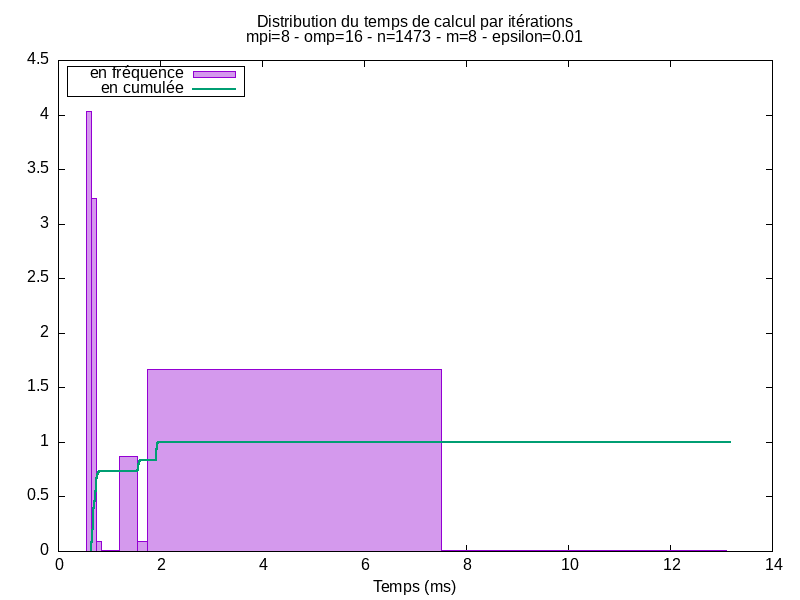 Distribution du temps de calcul par itérations
mpi=8 - omp=16 - n=1473 - m=8 - epsilon=0.01
4.5
4
3.5
3
2.5
2
1.5
1
0.5
0
en fréquence
en cumulée
0 2 4 6 8 10 12 14
Temps (ms)